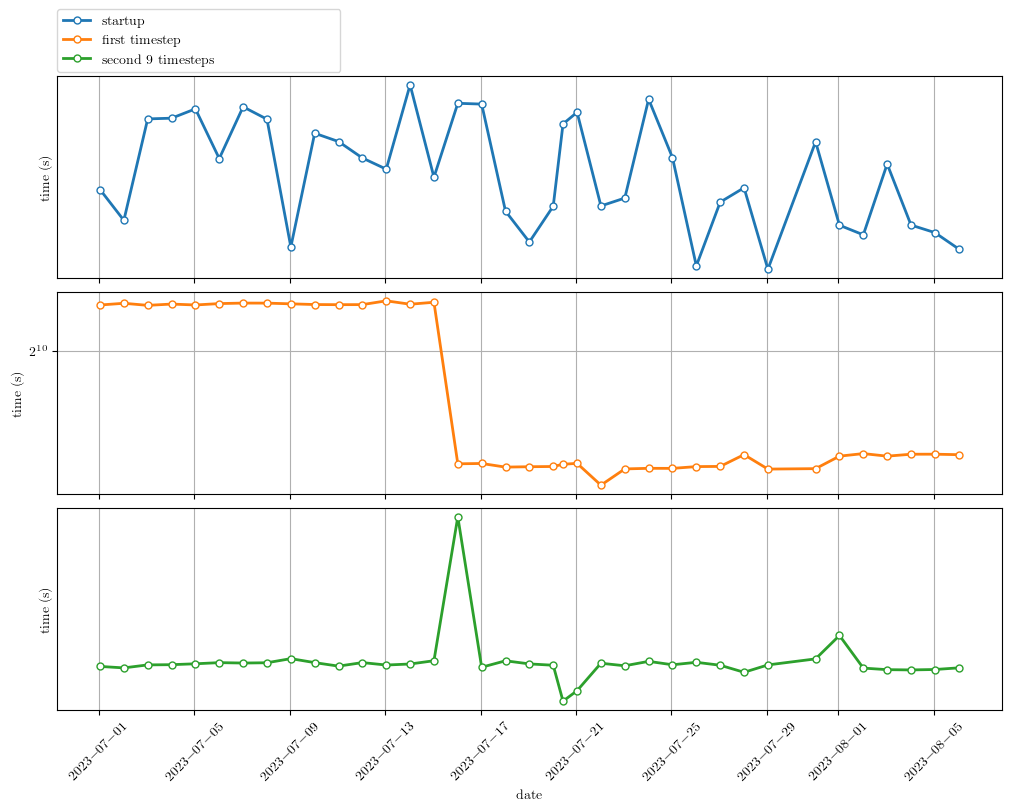 startup
first timestep
second 9 timesteps
time (s)
2^10
time (s)
time (s)
2023−07−01
2023−07−05
2023−07−09
2023−07−13
2023−07−17
2023−07−21
2023−07−25
2023−07−29
2023−08−01
2023−08−05
date